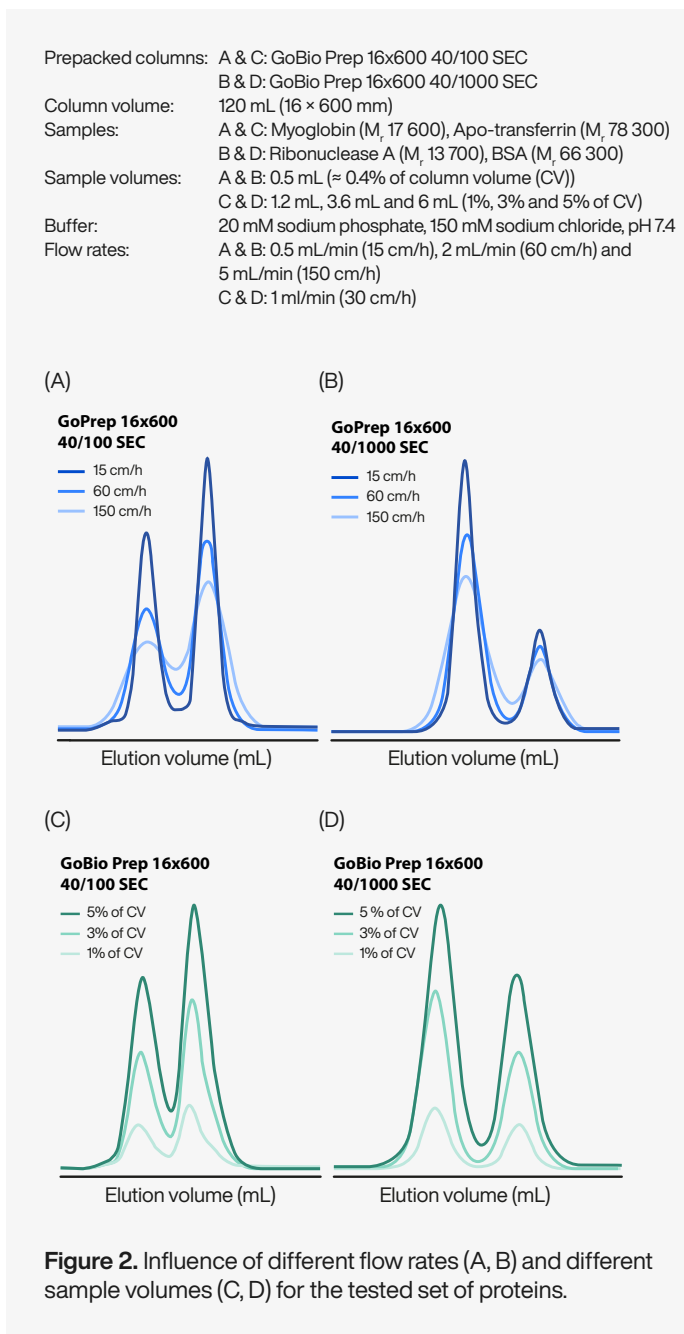 Prepacked columns: A & C: GoBio Prep 16x600 40/100 SEC
B & D: GoBio Prep 16x600 40/1000 SEC
Column volume: 120 mL (16 × 600 mm)
Samples: A & C: Myoglobin (Mr 17 600), Apo-transferrin (Mr 78 300)
B & D: Ribonuclease A (Mr 13 700), BSA (Mr 66 300)
Sample volumes: A & B: 0.5 mL (≈ 0.4% of column volume (CV))
C & D: 1.2 mL, 3.6 mL and 6 mL (1%, 3% and 5% of CV)
Buffer: 20 mM sodium phosphate, 150 mM sodium chloride, pH 7.4
Flow rates: A & B: 0.5 mL/min (15 cm/h), 2 mL/min (60 cm/h) and
5 mL/min (150 cm/h)
C & D: 1 ml/min (30 cm/h)
(A)
GoPrep 16x600
40/100 SEC
15 cm/h
60 cm/h
150 cm/h
Elution volume (mL)
(B)
GoPrep 16x600
40/1000 SEC
15 cm/h
60 cm/h
150 cm/h
Elution volume (mL)
(C)
GoBio Prep 16x600
40/100 SEC
5% of CV
3% of CV
1% of CV
Elution volume (mL)
(D)
GoBio Prep 16x600
40/1000 SEC
5 % of CV
3% of CV
1% of CV
Elution volume (mL)
Figure 2. Influence of different flow rates (A, B) and different
sample volumes (C, D) for the tested set of proteins.